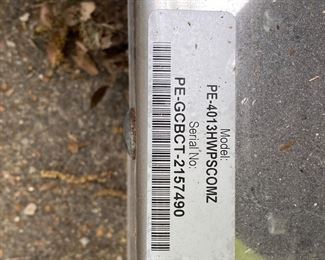 Model:
PE-4013HWPSCOMZ
Serial No:
PE-GCBCT-2157490